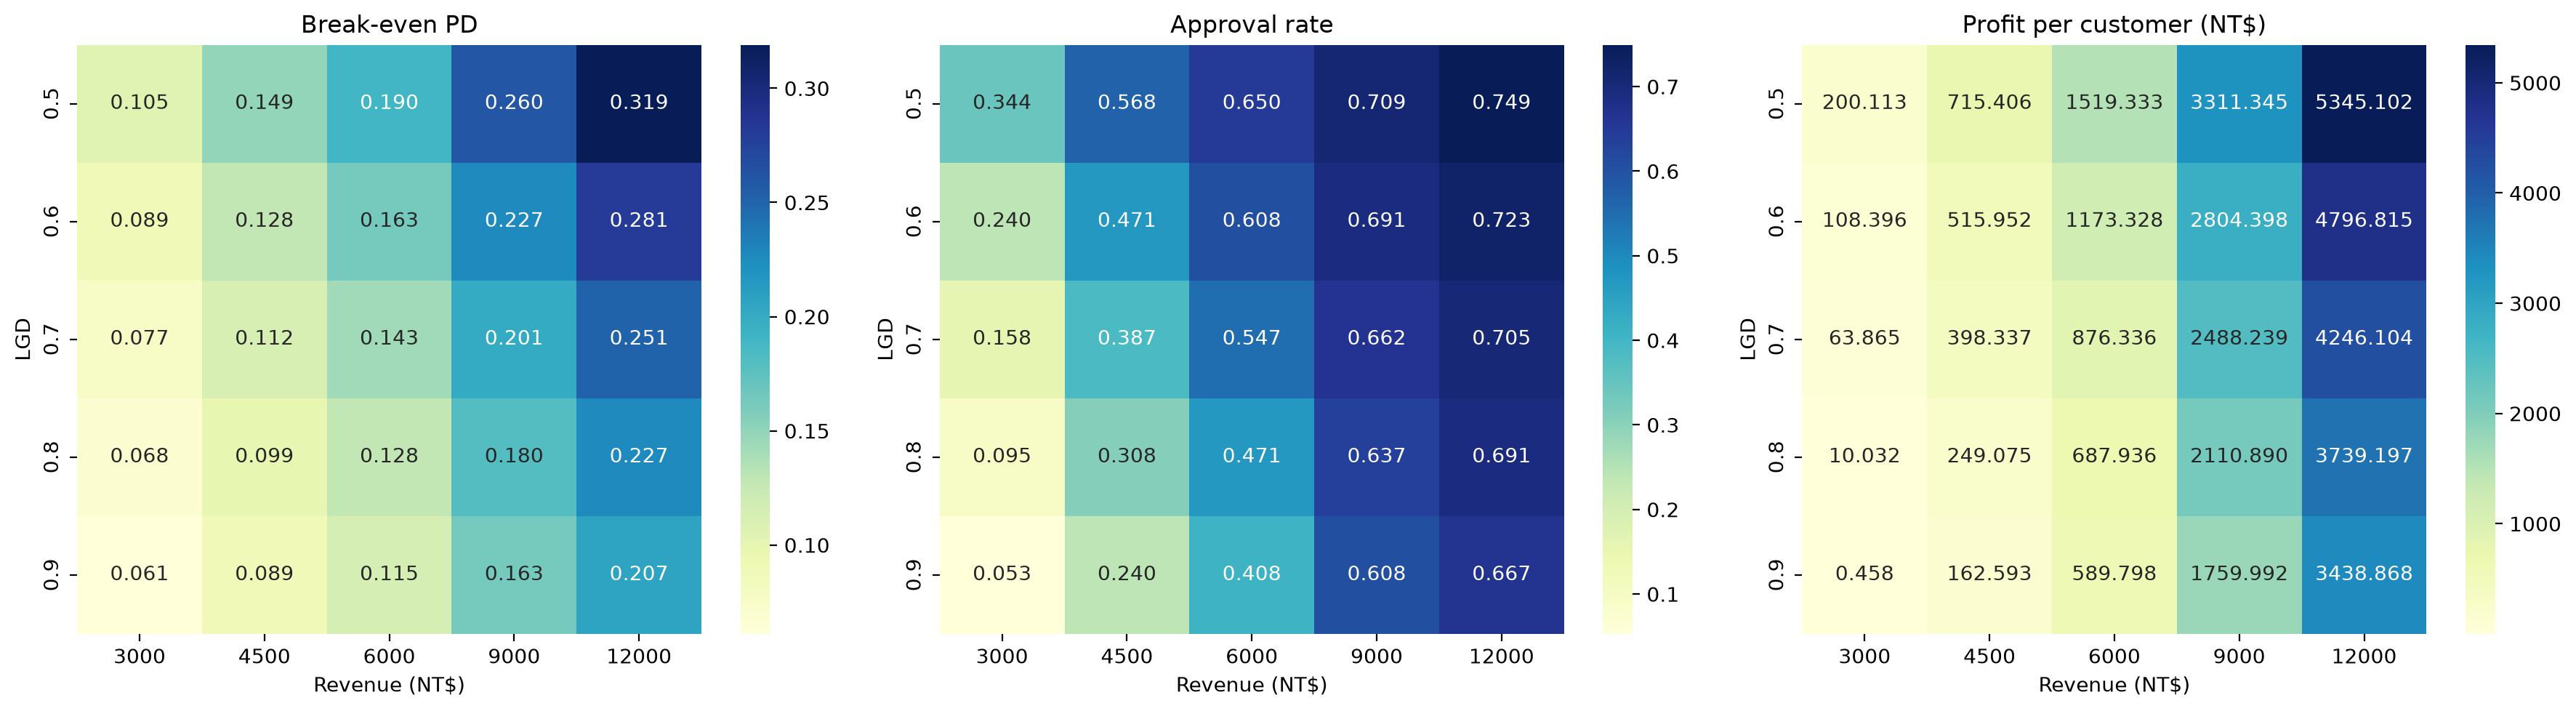 Break-even PD
0.5 0.105 0.149 0.190 0.260 0.319
0.6 0.089 0.128 0.163 0.227 0.281
0.7 0.077 0.112 0.143 0.201 0.251
0.8 0.068 0.099 0.128 0.180 0.227
0.9 0.061 0.089 0.115 0.163 0.207
LGD
3000 4500 6000 9000 12000
Revenue (NT$)
0.30
0.25
0.20
0.15
0.10
Approval rate
0.5 0.344 0.568 0.650 0.709 0.749
0.6 0.240 0.471 0.608 0.691 0.723
0.7 0.158 0.387 0.547 0.662 0.705
0.8 0.095 0.308 0.471 0.637 0.691
0.9 0.053 0.240 0.408 0.608 0.667
LGD
3000 4500 6000 9000 12000
Revenue (NT$)
0.7
0.6
0.5
0.4
0.3
0.2
0.1
Profit per customer (NT$)
0.5 200.113 715.406 1519.333 3311.345 5345.102
0.6 108.396 515.952 1173.328 2804.398 4796.815
0.7 63.865 398.337 876.336 2488.239 4246.104
0.8 10.032 249.075 687.936 2110.890 3739.197
0.9 0.458 162.593 589.798 1759.992 3438.868
LGD
3000 4500 6000 9000 12000
Revenue (NT$)
5000
4000
3000
2000
1000